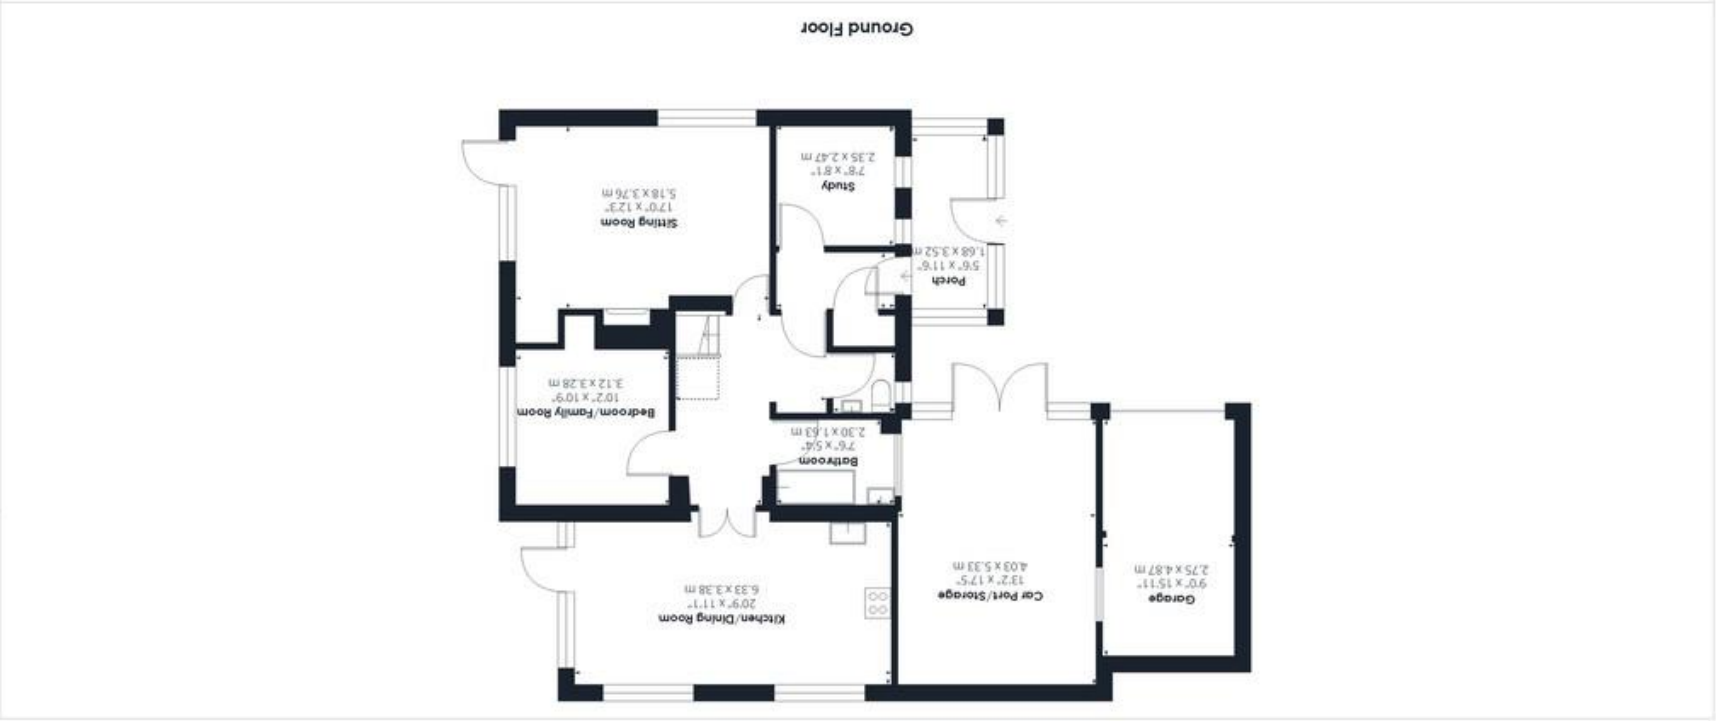 Garage
9'0" x 15'11"
2.75 x 4.87 m
Car Port/Storage
13'2" x 17'5"
4.03 x 5.33 m
Kitchen/Dining Room
20'9" x 11'1"
6.33 x 3.38 m
Bathroom
7'6" x 5'4"
2.30 x 1.63 m
Bedroom/Family Room
10'2" x 10'9"
3.12 x 3.28 m
Porch
5'6" x 11'6"
1.68 x 3.52 m
Study
7'8" x 8'1"
2.35 x 2.47 m
Sitting Room
17'0" x 12'3"
5.18 x 3.76 m
Ground Floor